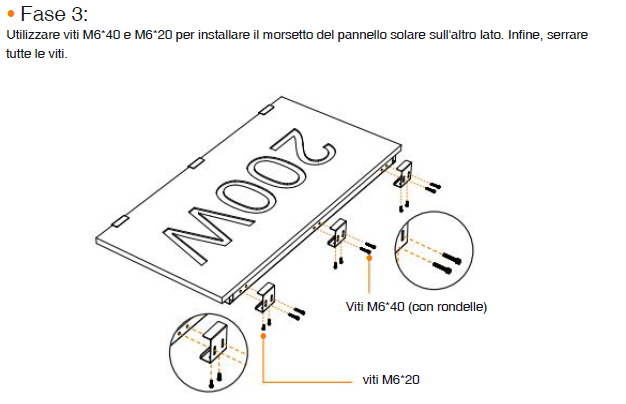 • Fase 3:
Utilizzare viti M6*40 e M6*20 per installare il morsetto del pannello solare sull'altro lato. Infine, serrare
tutte le viti.
200W
Viti M6*40 (con rondelle)
viti M6*20